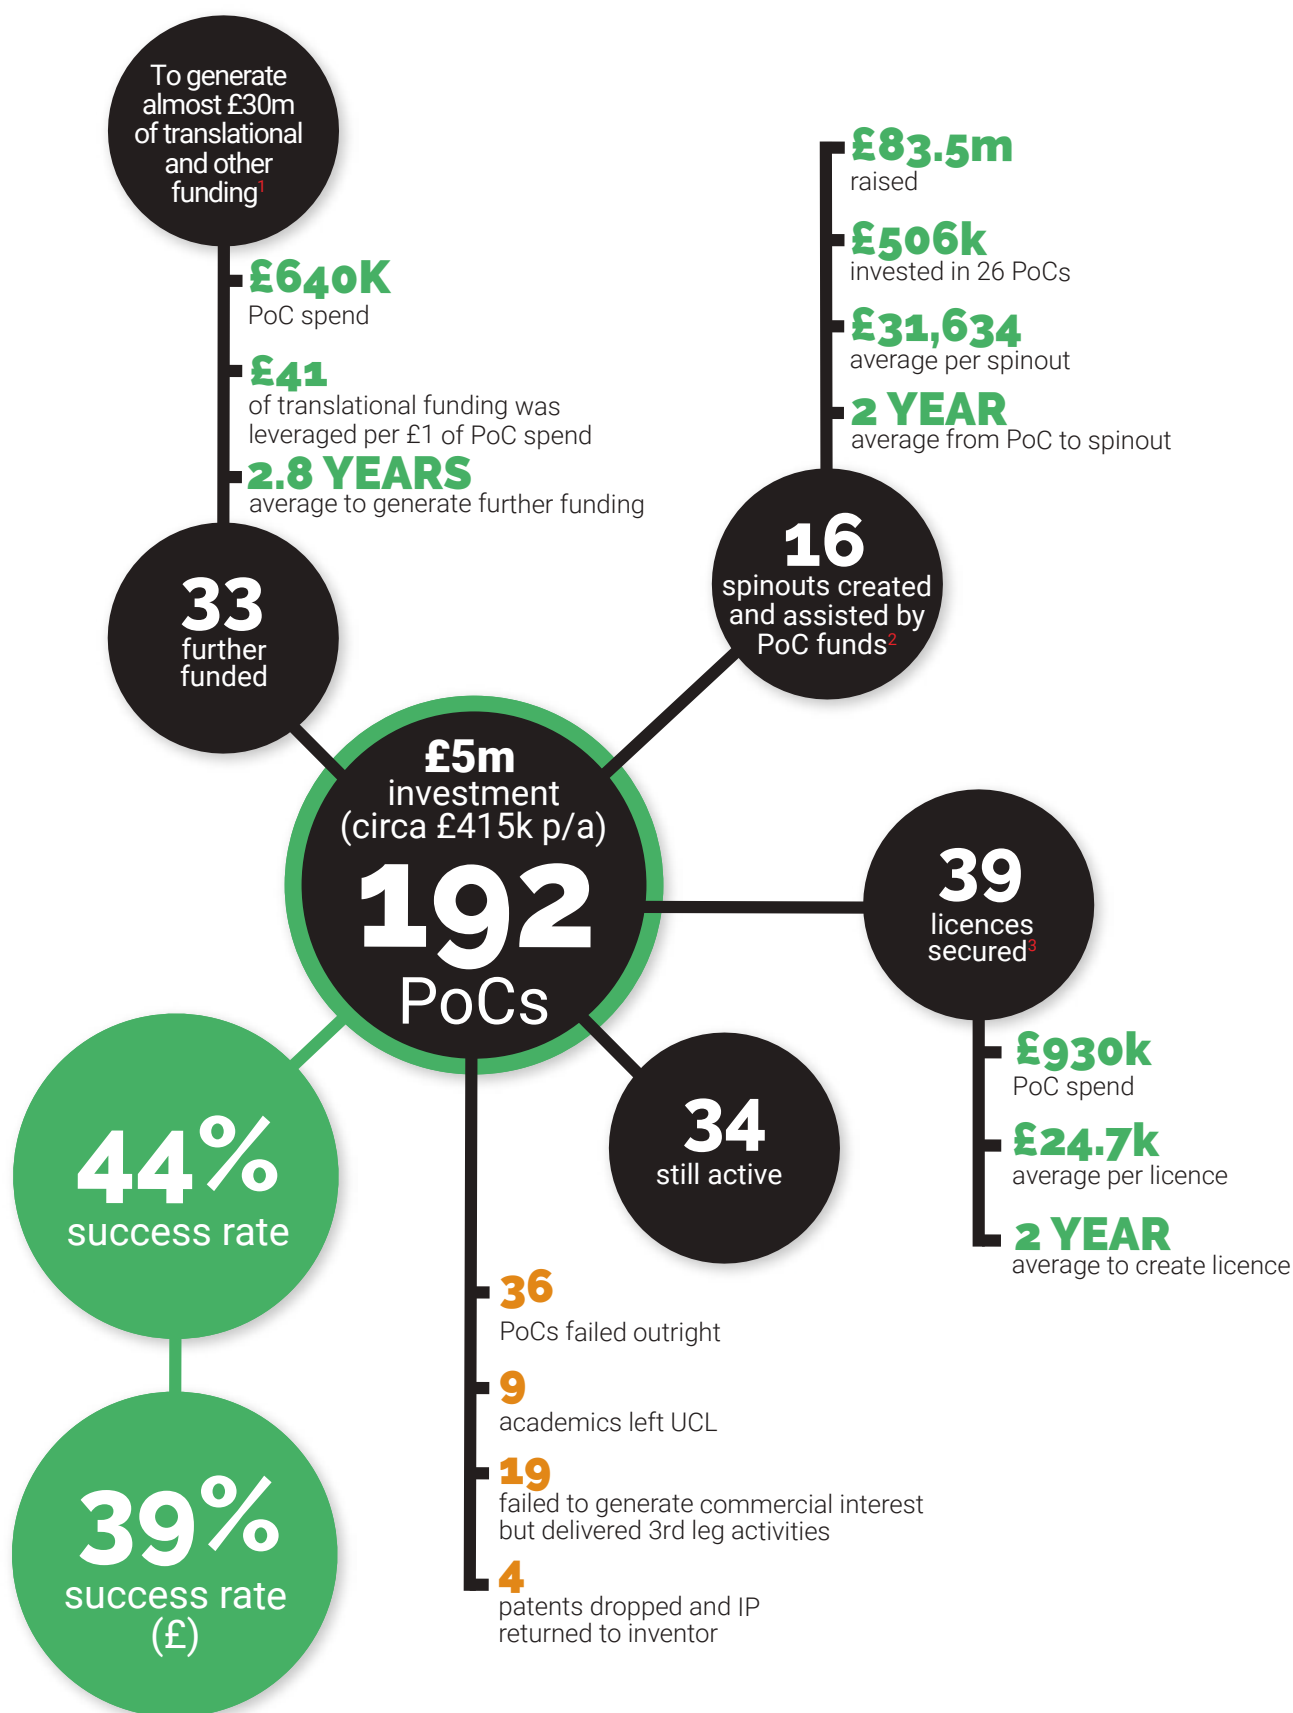 To generate
almost £30m
of translational
and other
funding1
£640K
PoC spend
£41
of translational funding was
leveraged per £1 of PoC spend
2.8 YEARS
average to generate further funding
33
further
funded
£83.5m
raised
£506k
invested in 26 PoCs
£31,634
average per spinout
2 YEAR
average from PoC to spinout
16
spinouts created
and assisted by
PoC funds2
£5m
investment
(circa £415k p/a)
192
PoCs
39
licences
secured3
£930k
PoC spend
£24.7k
average per licence
2 YEAR
average to create licence
34
still active
44%
success rate
39%
success rate
(£)
36
PoCs failed outright
9
academics left UCL
19
failed to generate commercial interest
but delivered 3rd leg activities
4
patents dropped and IP
returned to inventor